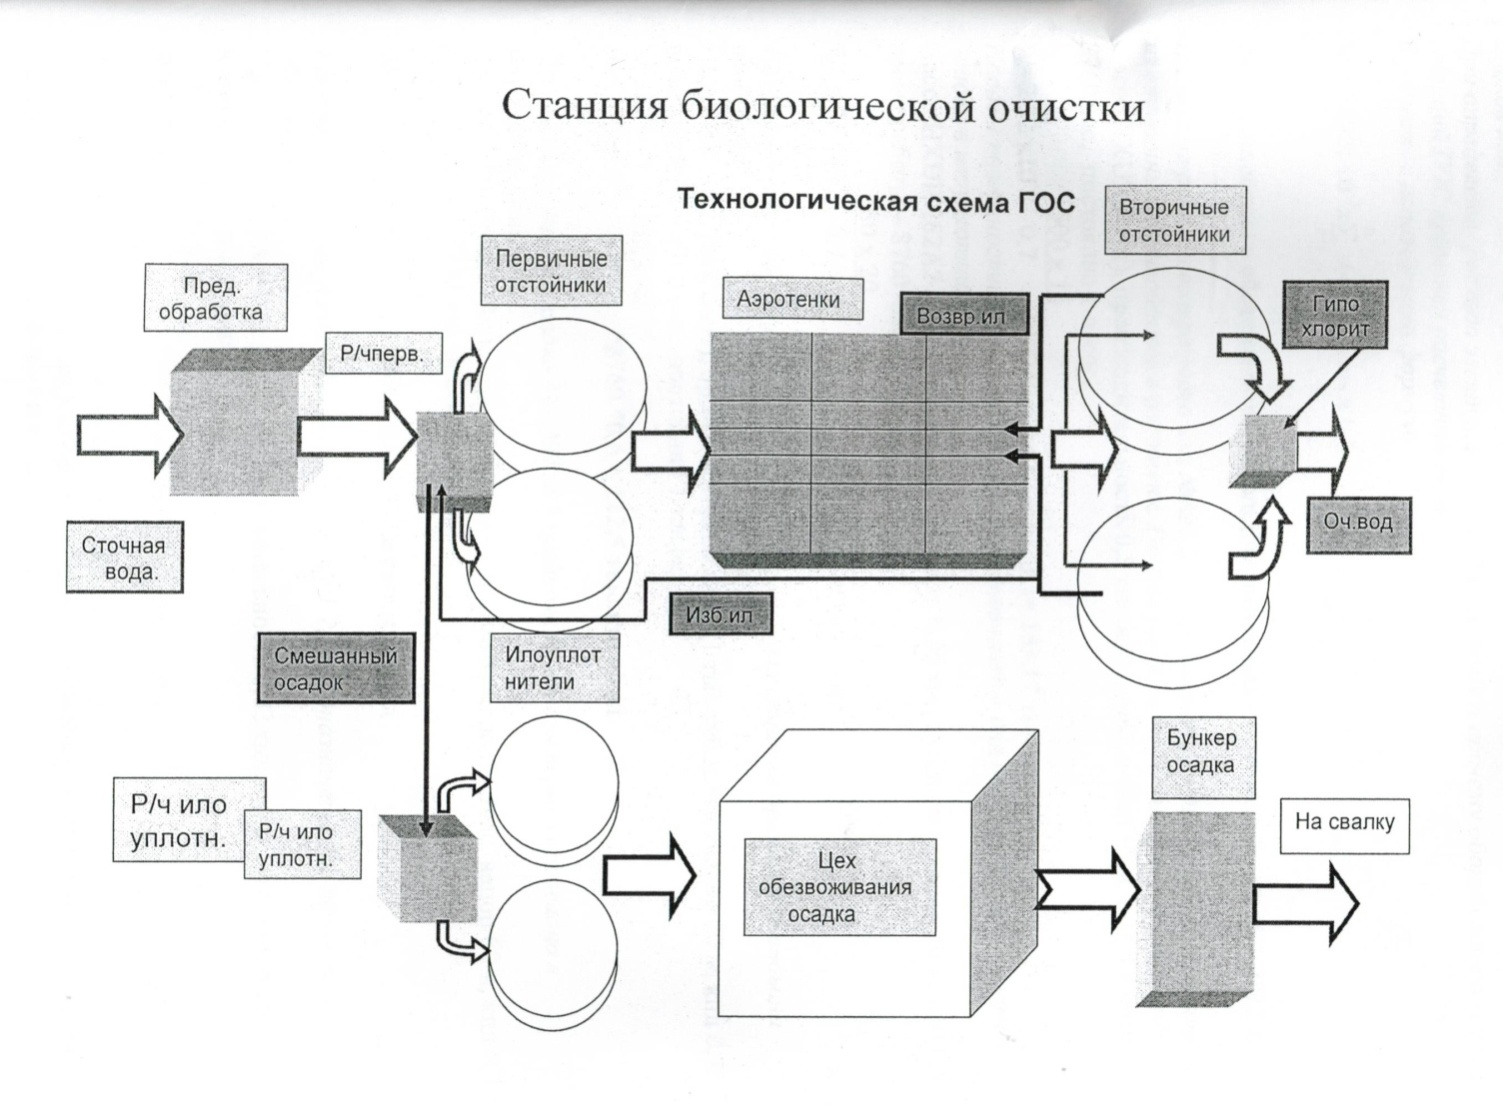 Станция биологической очистки
Технологическая схема ГОС
Вторичные
отстойники
Первичные
отстойники
Пред.
обработка
Аэротенки
Возвр.ил
Гипо
хлорит
Р/чперв.
Сточная
вода.
Оч.вод
Изб.ил
Смешанный
осадок
Илоуплот
нители
Бункер
осадка
Р/ч ило
уплотн.
Р/ч ило
уплотн.
На свалку
Цех
обезвоживания
осадка